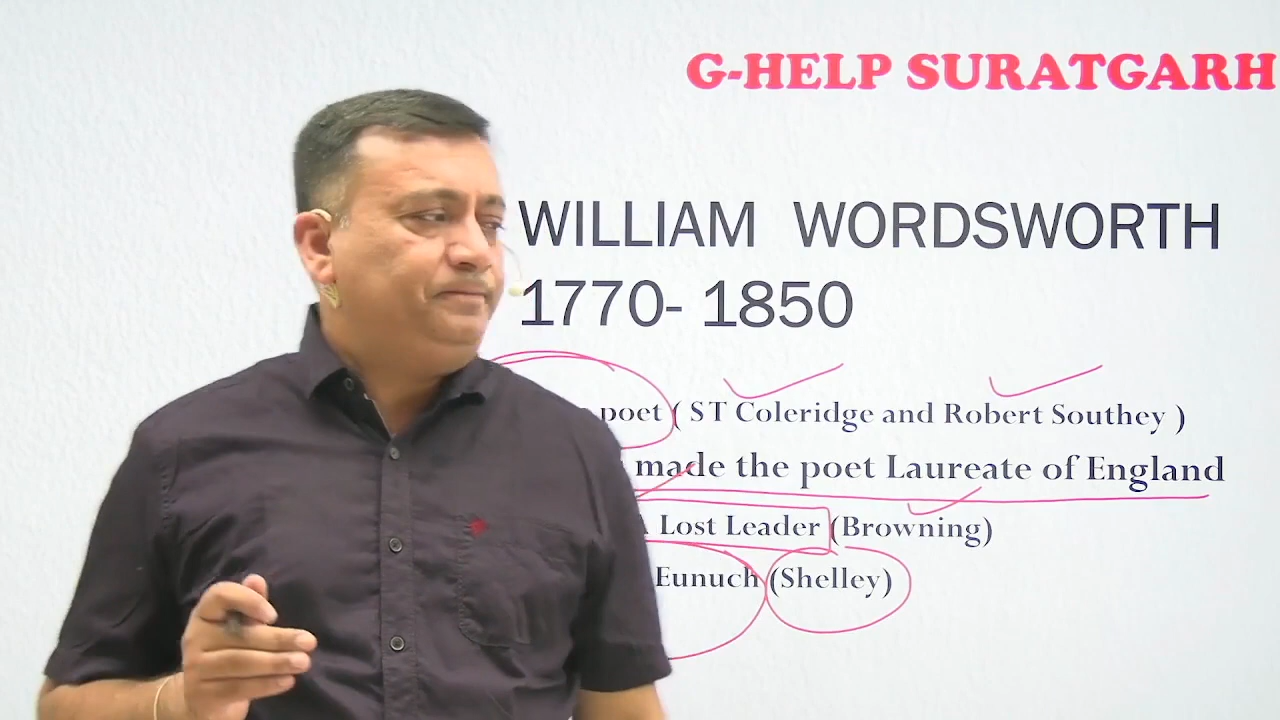 G-HELP SURATGARH
WILLIAM WORDSWORTH
1770- 1850
poet ( ST Coleridge and Robert Southey )
made the poet Laureate of England
Lost Leader (Browning)
Eunuch (Shelley)